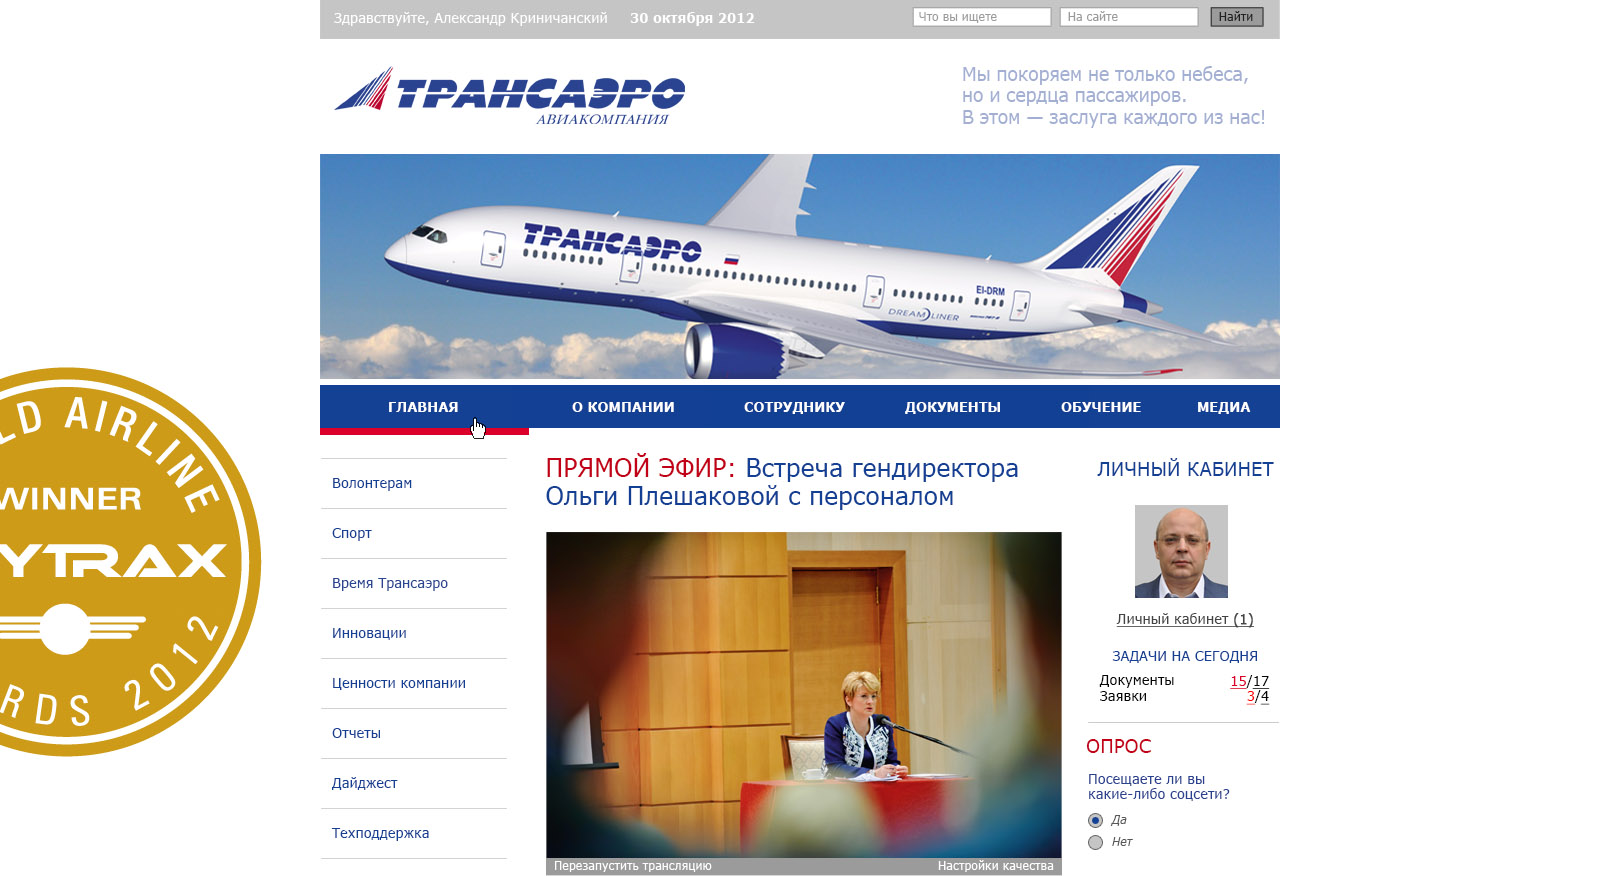 Здравствуйте, Александр Криничанский 30 октября 2012
Что вы ищете На сайте Найти
ТРАНСАЭРО
АВИАКОМПАНИЯ
Мы покоряем не только небеса,
но и сердца пассажиров.
В этом — заслуга каждого из нас!
ТРАНСАЭРО
EI-DRM
DREAMLINER
ГЛАВНАЯ О КОМПАНИИ СОТРУДНИКУ ДОКУМЕНТЫ ОБУЧЕНИЕ МЕДИА
LD AIRLINE
WINNER
YTRAX
RDS 2012
Волонтерам
Спорт
Время Трансаэро
Инновации
Ценности компании
Отчеты
Дайджест
Техподдержка
ПРЯМОЙ ЭФИР: Встреча гендиректора
Ольги Плешаковой с персоналом
Перезапустить трансляцию Настройки качества
ЛИЧНЫЙ КАБИНЕТ
Личный кабинет (1)
ЗАДАЧИ НА СЕГОДНЯ
Документы 15/17
Заявки 3/4
ОПРОС
Посещаете ли вы
какие-либо соцсети?
Да
Нет